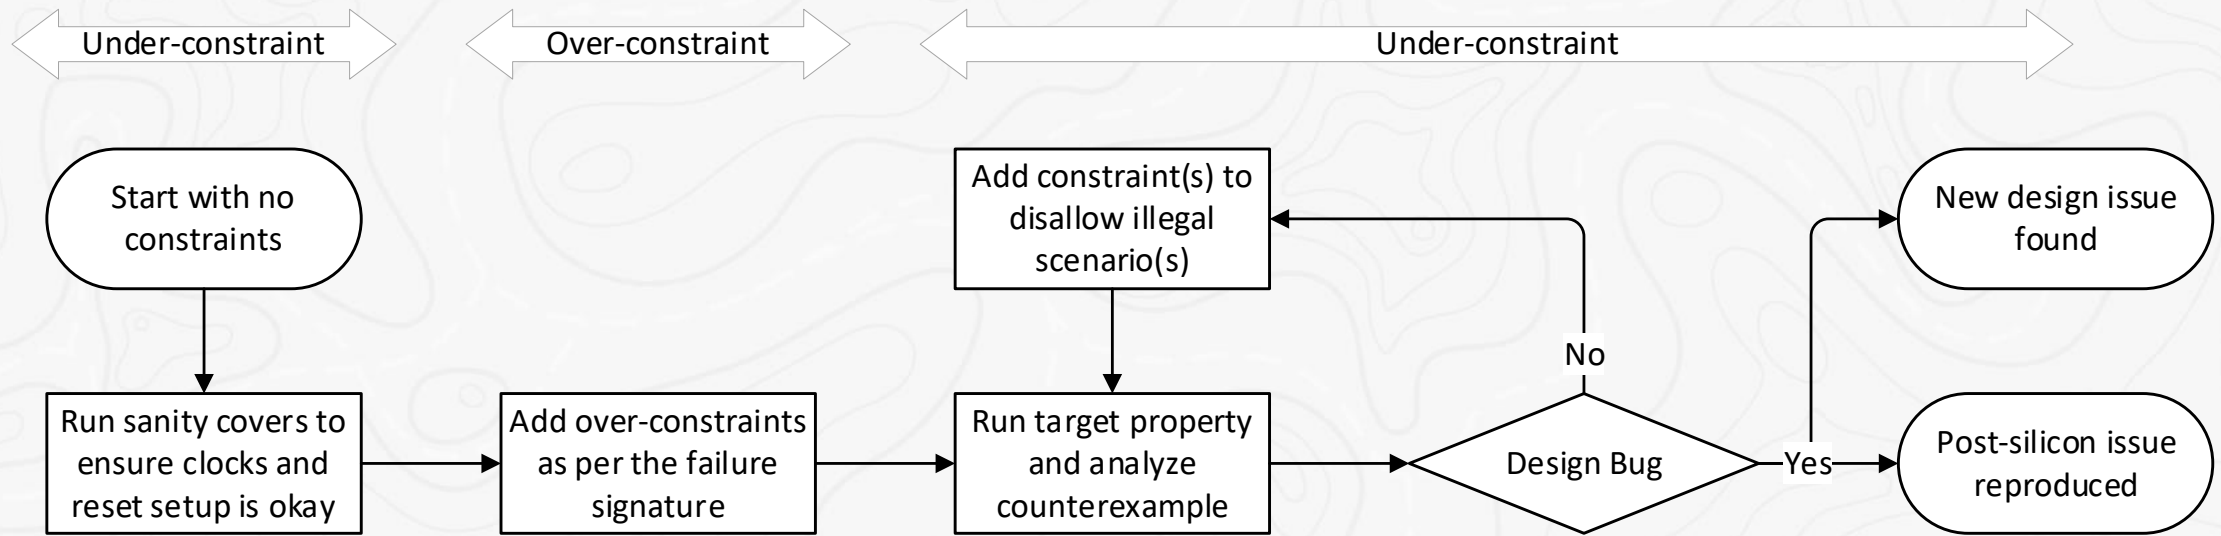 Under-constraint
Over-constraint
Under-constraint
Start with no
constraints
Run sanity covers to
ensure clocks and
reset setup is okay
Add over-constraints
as per the failure
signature
Add constraint(s) to
disallow illegal
scenario(s)
Run target property
and analyze
counterexample
Design Bug
No
Yes
New design issue
found
Post-silicon issue
reproduced